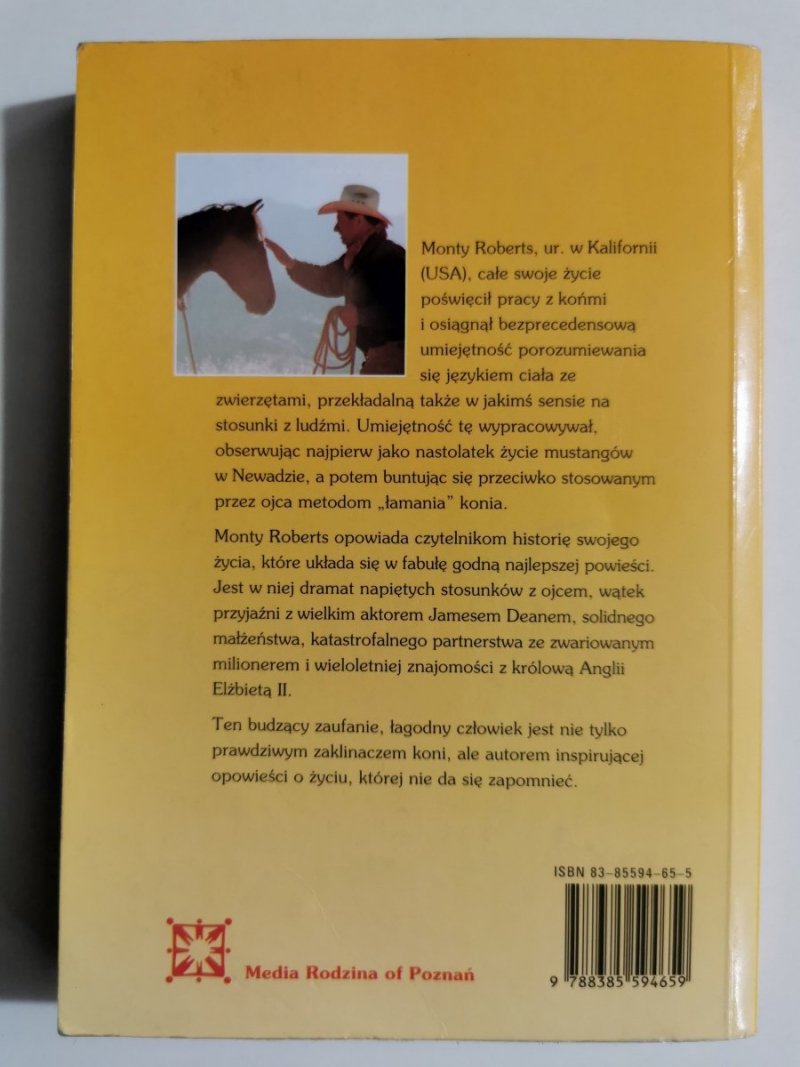 Monty Roberts, ur. w Kalifornii
(USA), całe swoje życie
poświęcił pracy z końmi
i osiągnął bezprecedensową
umiejętność porozumiewania
się językiem ciała ze
zwierzętami, przekładalną także w jakimś sensie na
stosunki z ludźmi. Umiejętność tę wypracowywał,
obserwując najpierw jako nastolatek życie mustangów
w Newadzie, a potem buntując się przeciwko stosowanym
przez ojca metodom „łamania” konia.
Monty Roberts opowiada czytelnikom historię swojego
życia, które układa się w fabułę godną najlepszej powieści.
Jest w niej dramat napiętych stosunków z ojcem, wątek
przyjaźni z wielkim aktorem Jamesem Deanem, solidnego
małżeństwa, katastrofalnego partnerstwa ze zwariowanym
milionerem i wieloletniej znajomości z królową Anglii
Elżbietą II.
Ten budzący zaufanie, łagodny człowiek jest nie tylko
prawdziwym zaklinaczem koni, ale autorem inspirującej
opowieści o życiu, której nie da się zapomnieć.
ISBN 83-85594-65-5
9 788385 594659
Media Rodzina of Poznań